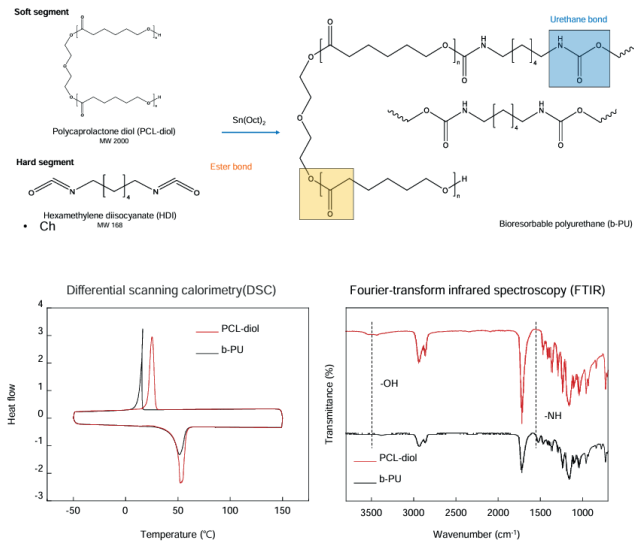 Soft segment
Urethane bond
O
O
n
H
O
O
O
O
n
H
O
Polycaprolactone diol (PCL-diol)
MW 2000
Sn(Oct)2
Hard segment
O
N
4
N
O
Hexamethylene diisocyanate (HDI)
MW 168
• Ch
Ester bond
O
O
n
O
H
N
4
H
N
O
O
O
O
H
N
4
H
N
O
O
O
O
O
O
n
H
Bioresorbable polyurethane (b-PU)
Differential scanning calorimetry(DSC)
4
3
2
1
0
-1
-2
-3
Heat flow
PCL-diol
b-PU
-50 0 50 100 150
Temperature (°C)
Fourier-transform infrared spectroscopy (FTIR)
Transmittance (%)
-OH
-NH
PCL-diol
b-PU
3500 3000 2500 2000 1500 1000
Wavenumber (cm-1)